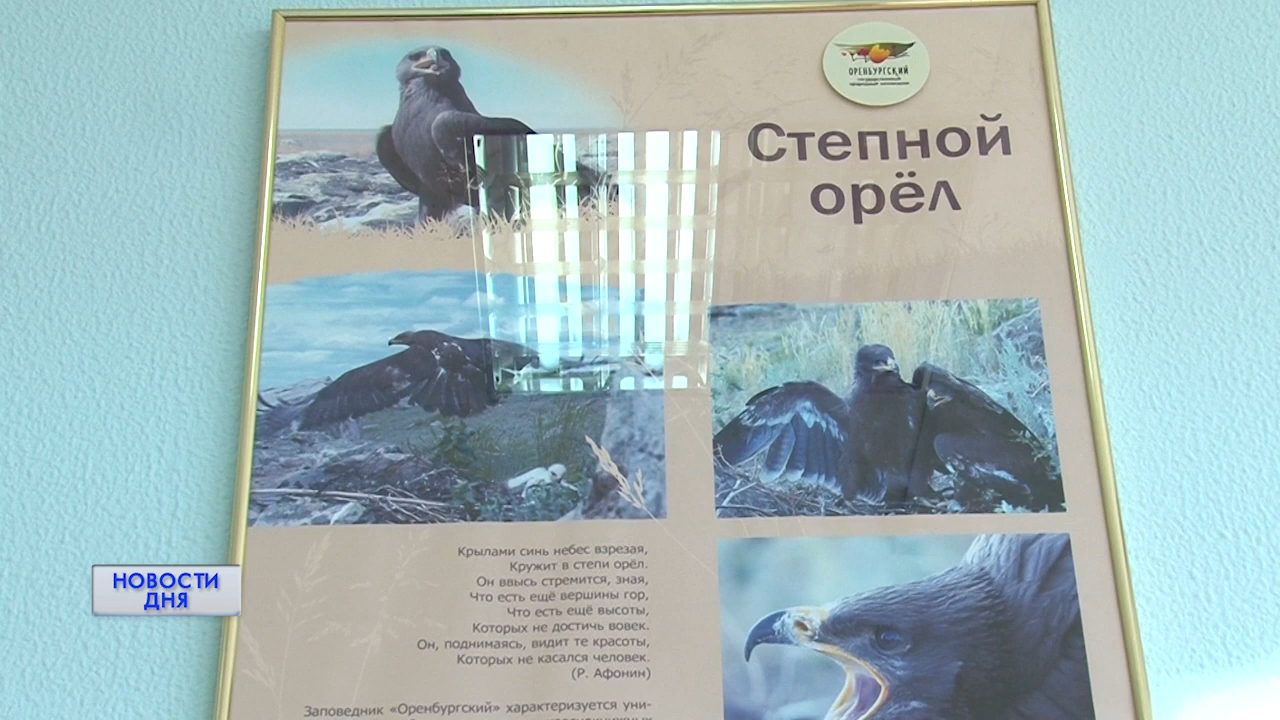 ОРЕНБУРГСКИЙ
Степной
орёл
Крылами синь небес взрезая,
Кружит в степи орёл.
Он ввысь стремится, зная,
Что есть ещё вершины гор,
Что есть ещё высоты,
Которых не достичь вовек.
Он, поднимаясь, видит те красоты,
Которых не касался человек.
(Р. Афонин)
Заповедник «Оренбургский» характеризуется уни-
НОВОСТИ
ДНЯ